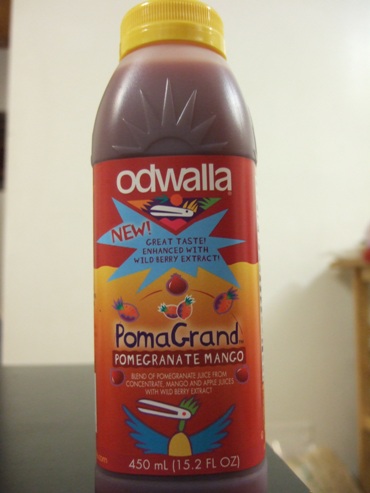 odwalla
NEW!
GREAT TASTE!
ENHANCED WITH
WILD BERRY EXTRACT!
PomaGrand™
POMEGRANATE MANGO
BLEND OF POMEGRANATE JUICE FROM
CONCENTRATE, MANGO AND APPLE JUICES
WITH WILD BERRY EXTRACT
450 mL (15.2 FL OZ)